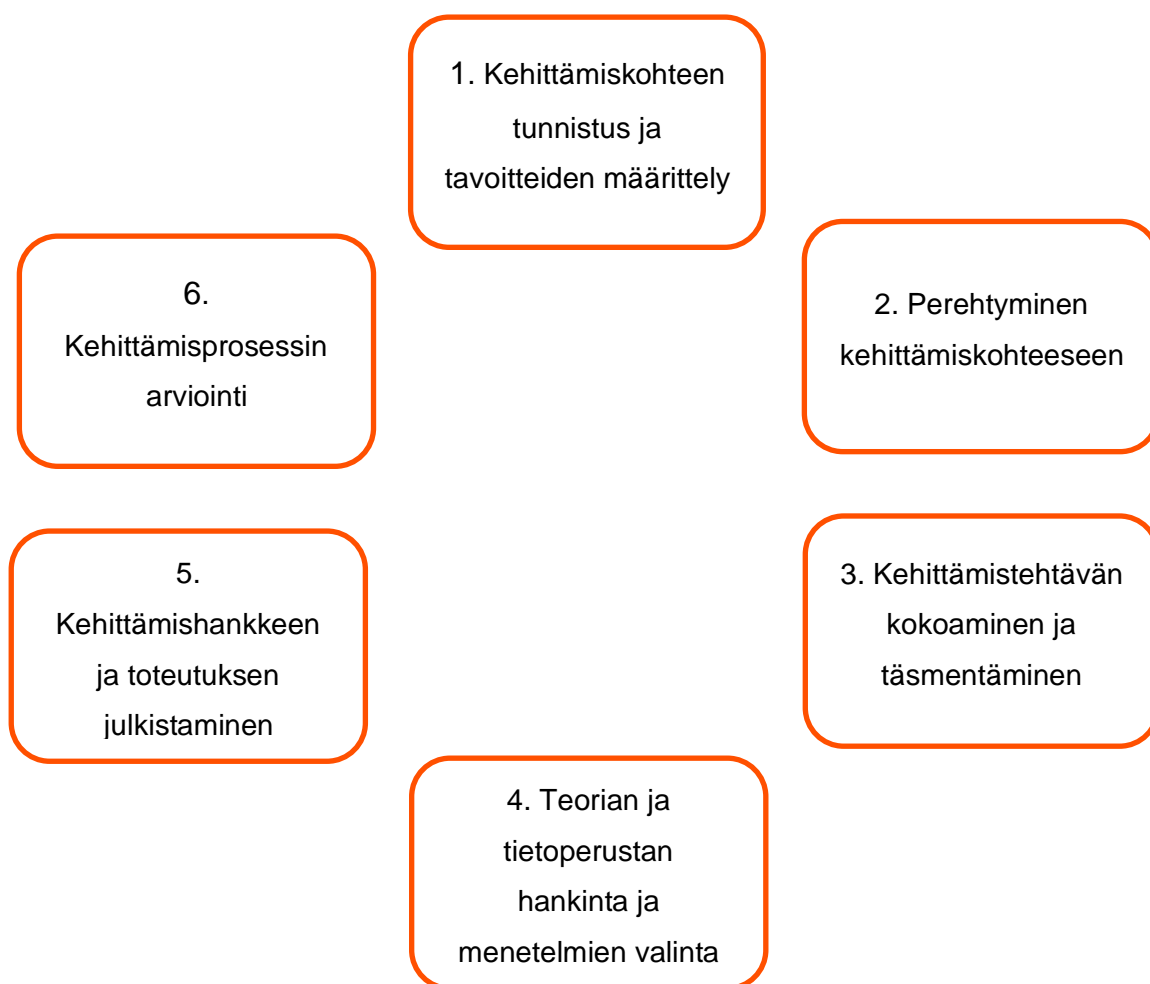 1. Kehittämiskohteen
tunnistus ja
tavoitteiden määrittely
2. Perehtyminen
kehittämiskohteeseen
3. Kehittämistehtävän
kokoaminen ja
täsmentäminen
4. Teorian ja
tietoperustan
hankinta ja
menetelmien valinta
5.
Kehittämishankkeen
ja toteutuksen
julkistaminen
6.
Kehittämisprosessin
arviointi